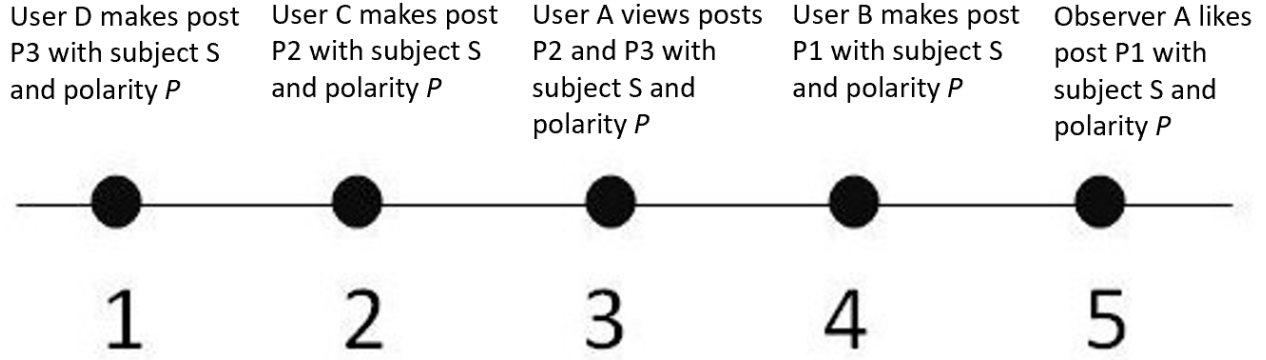 User D makes post
P3 with subject S
and polarity P
User C makes post
P2 with subject S
and polarity P
User A views posts
P2 and P3 with
subject S and
polarity P
User B makes post
P1 with subject S
and polarity P
Observer A likes
post P1 with
subject S and
polarity P
1
2
3
4
5